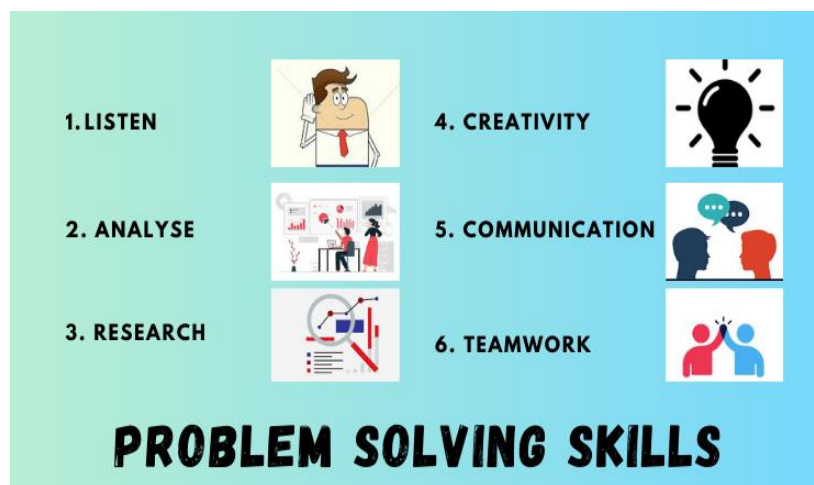 1.LISTEN
2. ANALYSE
3. RESEARCH
4. CREATIVITY
5. COMMUNICATION
6. TEAMWORK
PROBLEM SOLVING SKILLS